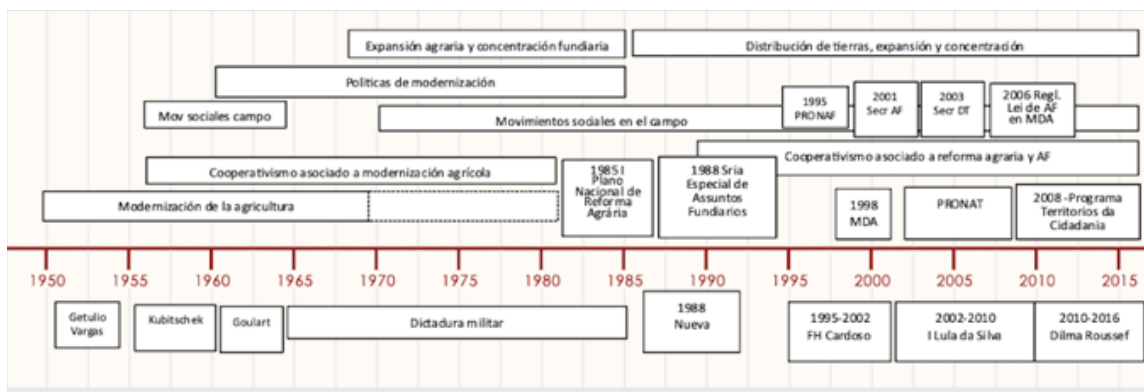 Expansión agraria y concentración fundiaria
Distribución de tierras, expansión y concentración
Políticas de modernización
Mov sociales campo
Movimientos sociales en el campo
1995
PRONAF
2001
Secr AF
2003
Secr DT
2006 Regl.
Lei de AF
en MDA
Cooperativismo asociado a reforma agraria y AF
Cooperativismo asociado a modernización agrícola
1985 I
Plano
Nacional de
Reforma
Agrária
1988 Sria
Especial de
Assuntos
Fundiarios
Modernización de la agricultura
1998
MDA
PRONAT
2008 -Programa
Territorios da
Cidadania
1950 1955 1960 1965 1970 1975 1980 1985 1990 1995 2000 2005 2010 2015
Getulio
Vargas
Kubitschek
Goulart
Dictadura militar
1988
Nueva
1995-2002
FH Cardoso
2002-2010
I Lula da Silva
2010-2016
Dilma Roussef